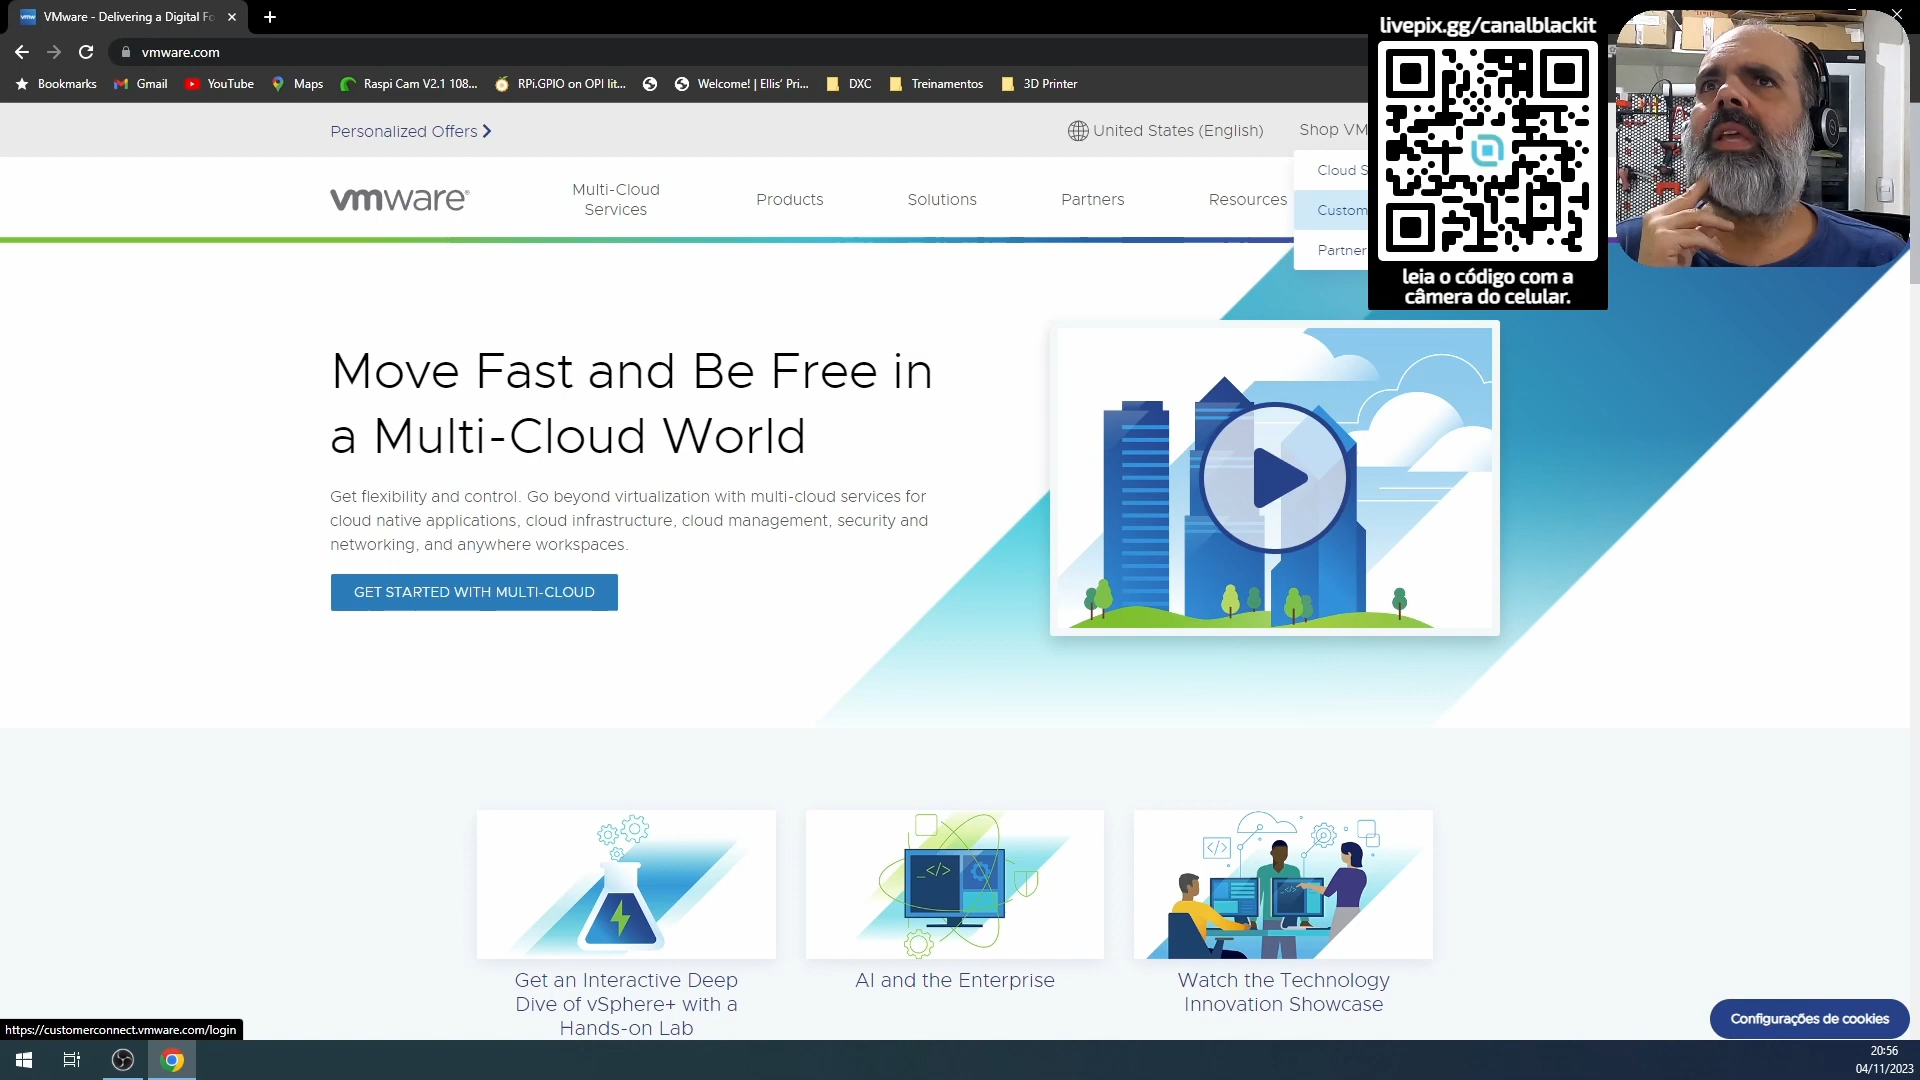 VMware - Delivering a Digital Fo
vmware.com
livepix.gg/canalblackit
Bookmarks
Gmail
YouTube
Maps
Raspi Cam V2.1 108...
RPi.GPIO on OPI lit...
Welcome! | Ellis' Pri...
DXC
Treinamentos
3D Printer
Personalized Offers
United States (English)
Shop VM
Cloud S
Custom
Partner
vmware
Multi-Cloud
Services
Products
Solutions
Partners
Resources
leia o código com a
câmera do celular.
Move Fast and Be Free in
a Multi-Cloud World
Get flexibility and control. Go beyond virtualization with multi-cloud services for
cloud native applications, cloud infrastructure, cloud management, security and
networking, and anywhere workspaces.
GET STARTED WITH MULTI-CLOUD
Get an Interactive Deep
Dive of vSphere+ with a
Hands-on Lab
AI and the Enterprise
Watch the Technology
Innovation Showcase
Configurações de cookies
https://customerconnect.vmware.com/login
20:56
04/11/2023